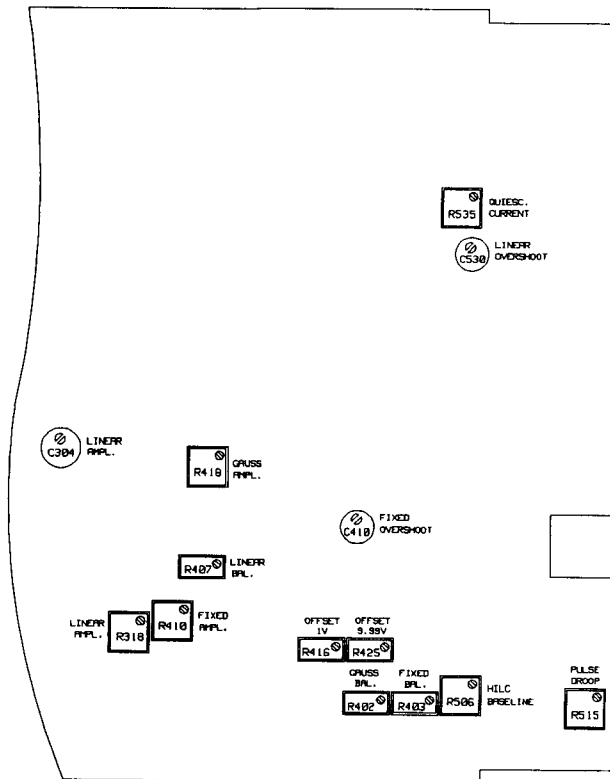 R535
QUIESC.
CURRENT
C530
LINEAR
OVERSHOOT
C304
LINEAR
AMPL.
R418
GAUSS
AMPL.
C410
FIXED
OVERSHOOT
R407
LINEAR
BAL.
LINEAR
AMPL.
R318
R410
FIXED
AMPL.
OFFSET
1V
OFFSET
9.99V
R416
R425
GAUSS
BAL.
FIXED
BAL.
R402
R403
R506
HILC
BASELINE
PULSE
DROOP
R515